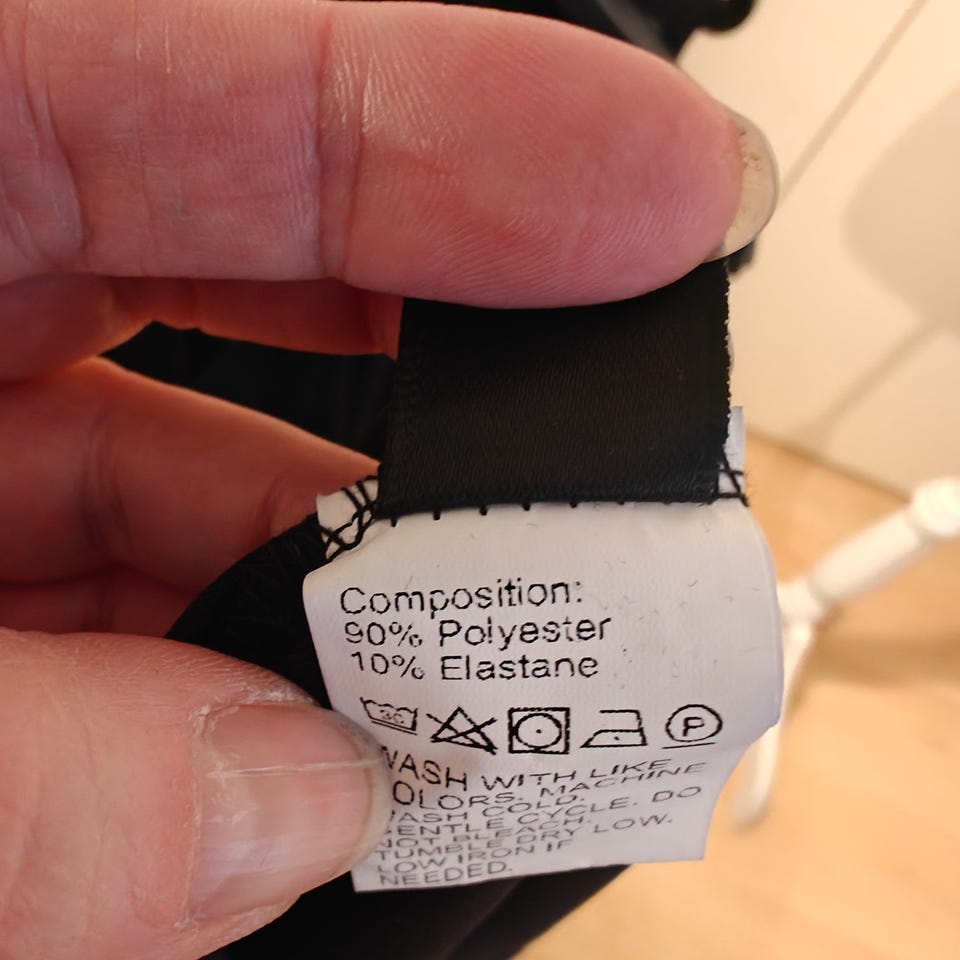 Composition:
90% Polyester
10% Elastane
30
P
WASH WITH LIKE
OLORS. MACHINE
ASH COLD.
ENTLE CYCLE. DO
NOT BLEACH.
TUMBLE DRY LOW.
LOW IRON IF
NEEDED.